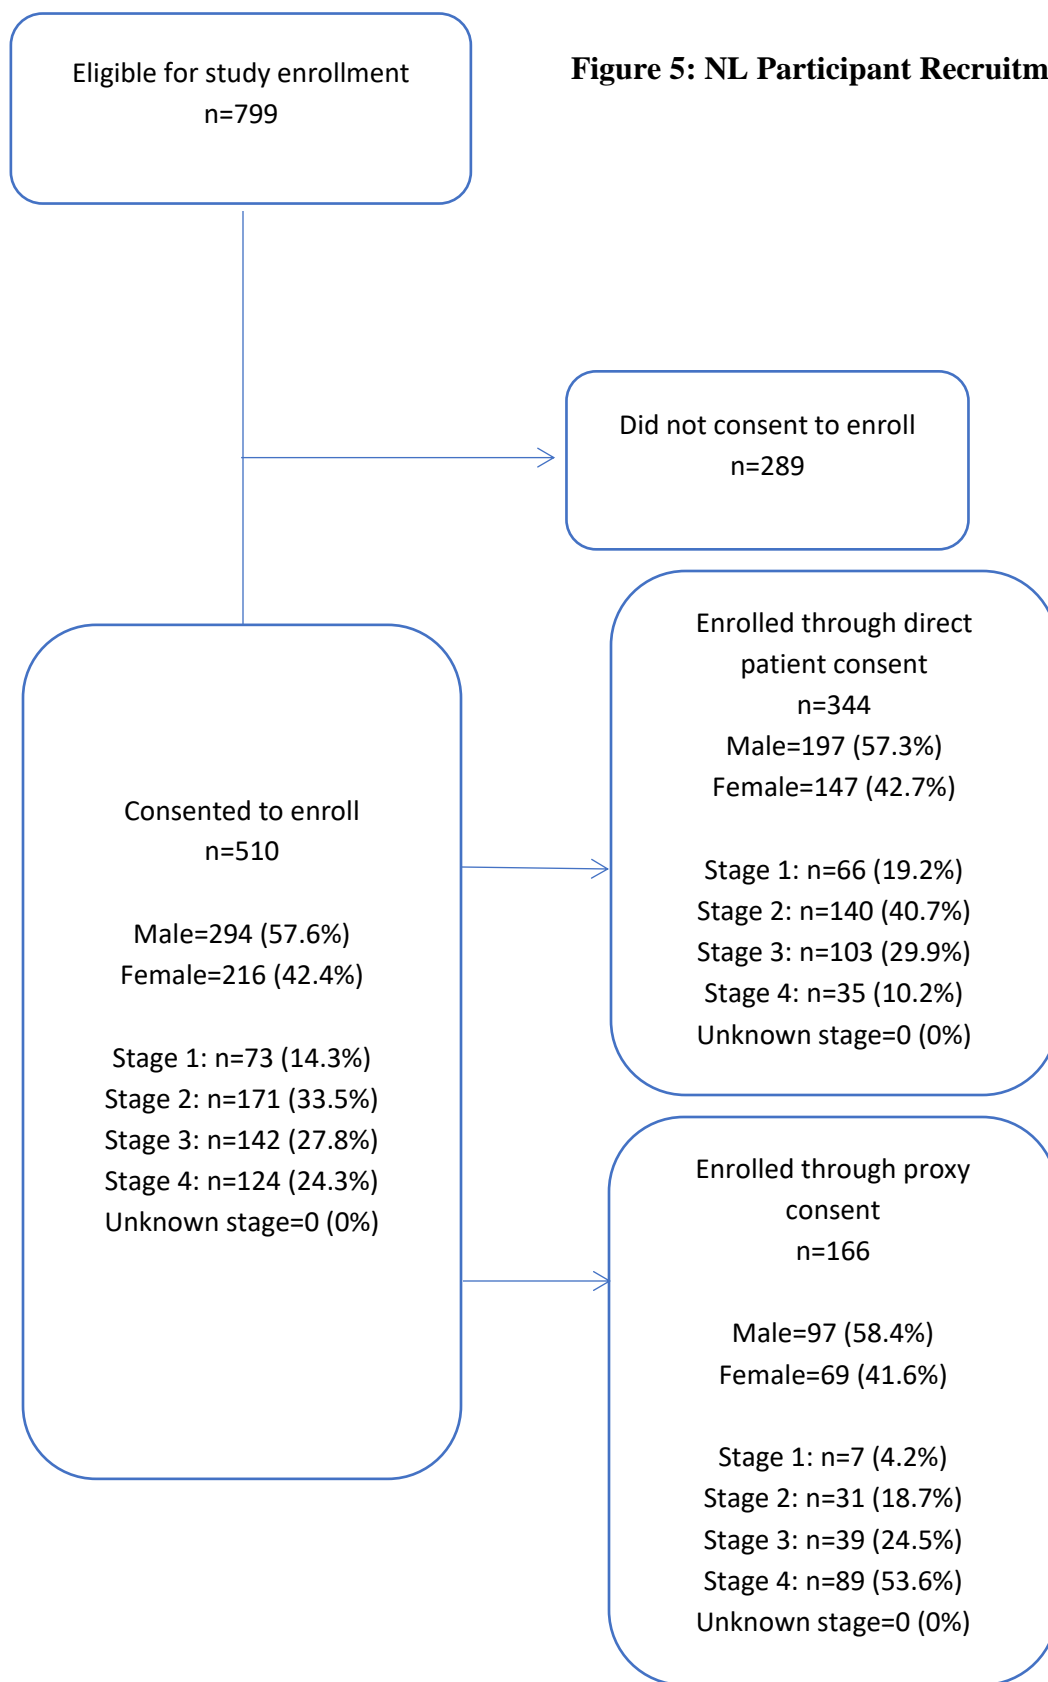 Eligible for study enrollment
n=799
Figure 5: NL Participant Recruitm
Did not consent to enroll
n=289
Consented to enroll
n=510
Male=294 (57.6%)
Female=216 (42.4%)
Stage 1: n=73 (14.3%)
Stage 2: n=171 (33.5%)
Stage 3: n=142 (27.8%)
Stage 4: n=124 (24.3%)
Unknown stage=0 (0%)
Enrolled through direct
patient consent
n=344
Male=197 (57.3%)
Female=147 (42.7%)
Stage 1: n=66 (19.2%)
Stage 2: n=140 (40.7%)
Stage 3: n=103 (29.9%)
Stage 4: n=35 (10.2%)
Unknown stage=0 (0%)
Enrolled through proxy
consent
n=166
Male=97 (58.4%)
Female=69 (41.6%)
Stage 1: n=7 (4.2%)
Stage 2: n=31 (18.7%)
Stage 3: n=39 (24.5%)
Stage 4: n=89 (53.6%)
Unknown stage=0 (0%)